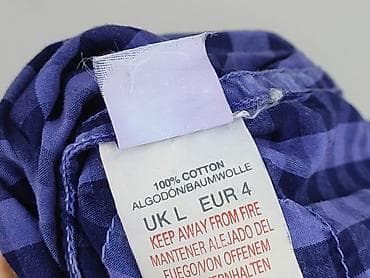 100% COTTON
ALGODÓN/BAUMWOLLE
UK L EUR 4
KEEP AWAY FROM FIRE
MANTENER ALEJADO DEL
FUEGO/VON OFFENEM